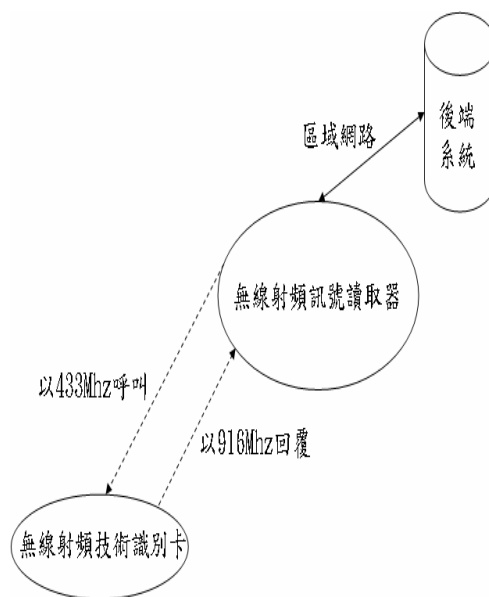 後端
系統
區域網路
無線射頻訊號讀取器
以433Mhz呼叫
以916Mhz回覆
無線射頻技術識別卡